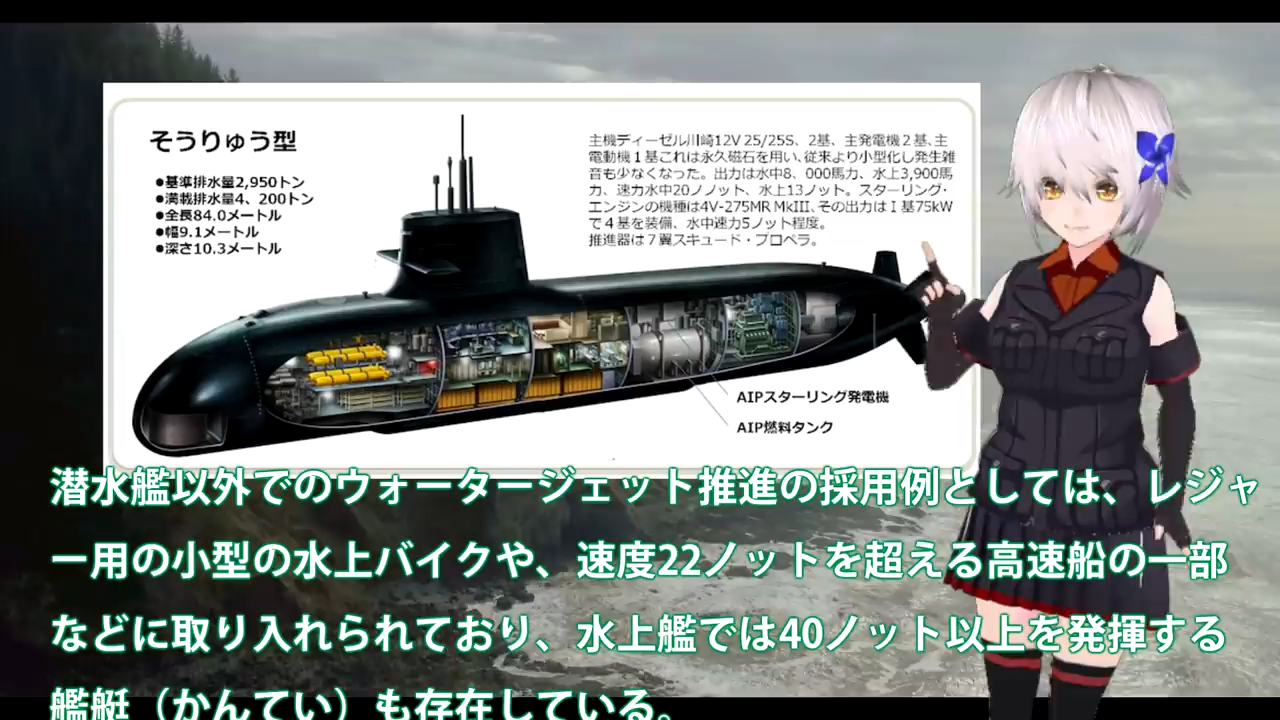 そうりゅう型
●基準排水量2,950トン
●満載排水量4、200トン
●全長84.0メートル
●幅9.1メートル
●深さ10.3メートル
主機ディーゼル川崎12V 25/25S、2基、主発電機2基、主
電動機1基これは永久磁石を用い、従来より小型化し発生雑
音も少なくなった。出力は水中8、000馬力、水上3,900馬
力、速力水中20ノノット、水上13ノット。スターリング・
エンジンの機種は4V-275MR MkIII、その出力はI基75kW
で4基を装備、水中速力5ノット程度。
推進器は7翼スキュード・プロペラ。
AIPスターリング発電機
AIP燃料タンク
潜水艦以外でのウォータージェット推進の採用例としては、レジャ
ー用の小型の水上バイクや、速度22ノットを超える高速船の一部
などに取り入れられており、水上艦では40ノット以上を発揮する
艦艇（かんてい）も存在している。